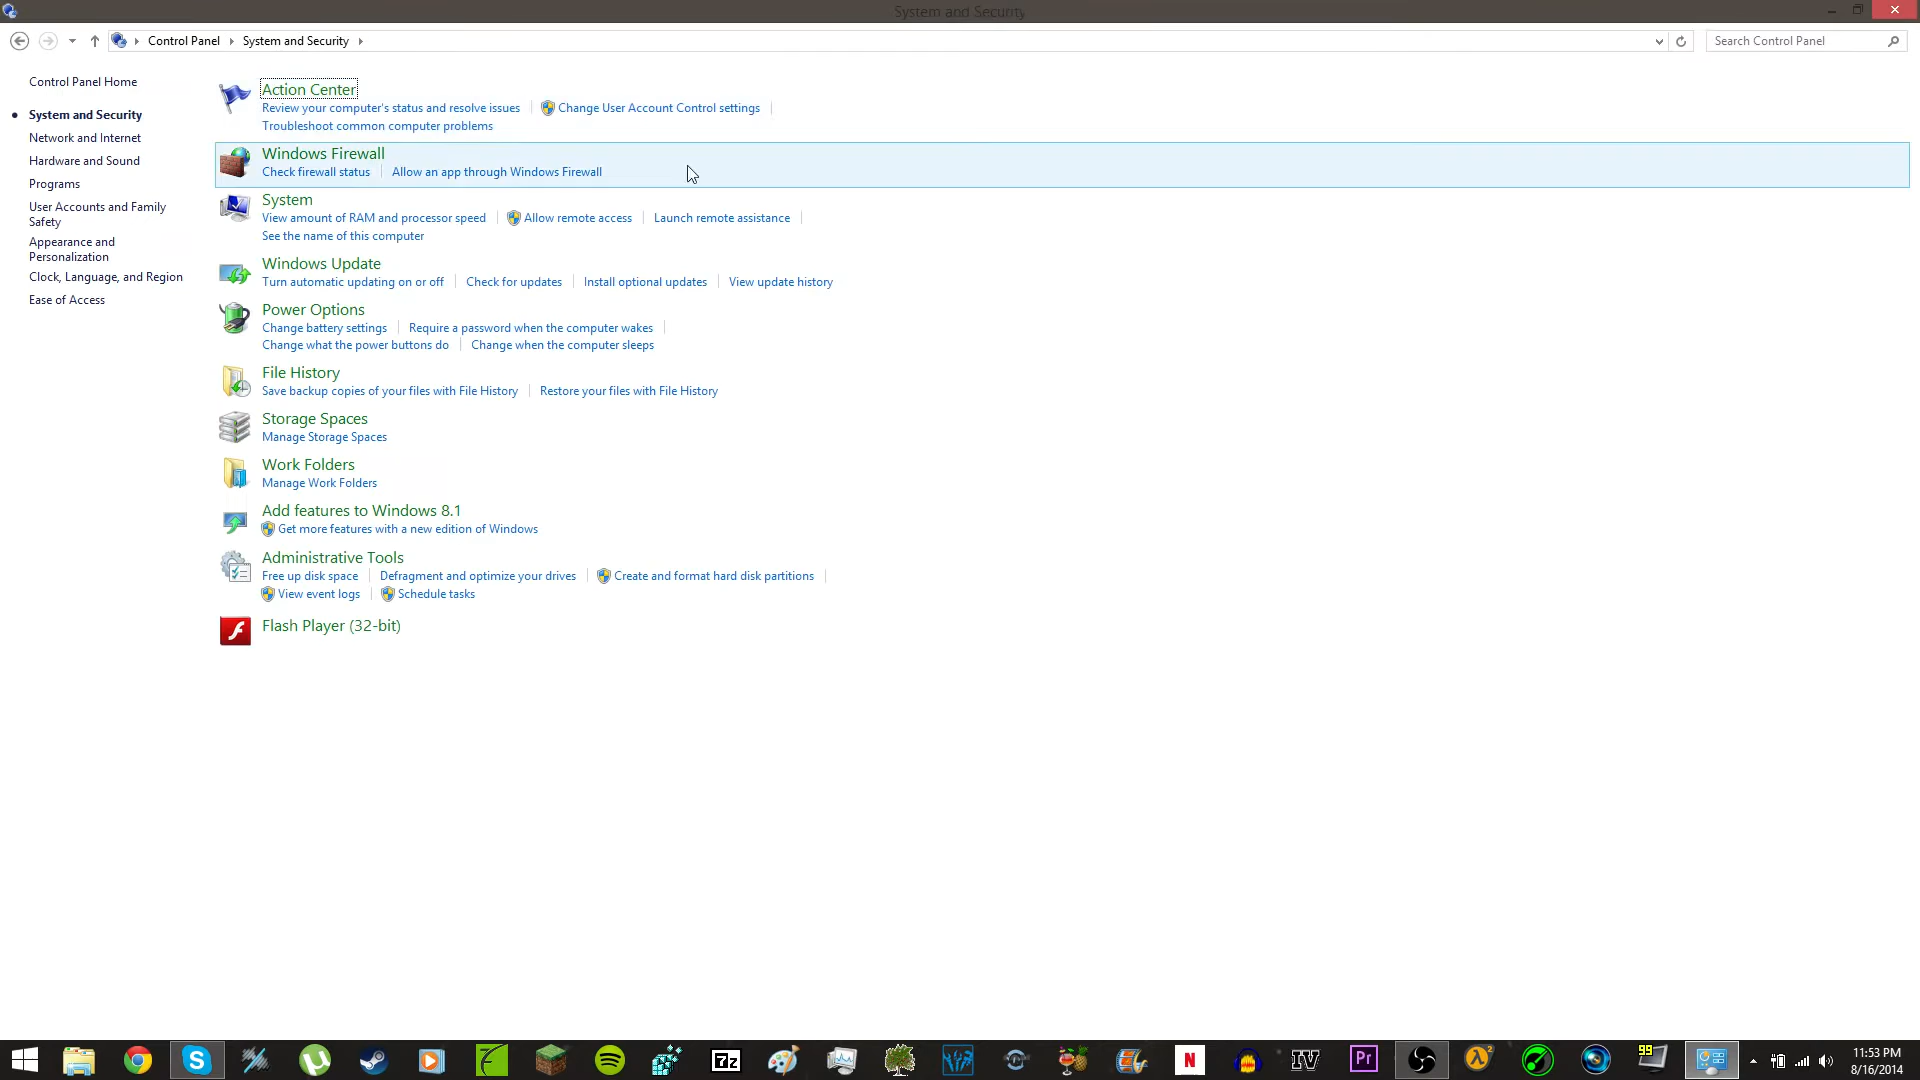 System and Security
Control Panel System and Security
Search Control Panel
Control Panel Home
System and Security
Network and Internet
Hardware and Sound
Programs
User Accounts and Family
Safety
Appearance and
Personalization
Clock, Language, and Region
Ease of Access
Action Center
Review your computer's status and resolve issues Change User Account Control settings
Troubleshoot common computer problems
Windows Firewall
Check firewall status Allow an app through Windows Firewall
System
View amount of RAM and processor speed Allow remote access Launch remote assistance
See the name of this computer
Windows Update
Turn automatic updating on or off Check for updates Install optional updates View update history
Power Options
Change battery settings Require a password when the computer wakes
Change what the power buttons do Change when the computer sleeps
File History
Save backup copies of your files with File History Restore your files with File History
Storage Spaces
Manage Storage Spaces
Work Folders
Manage Work Folders
Add features to Windows 8.1
Get more features with a new edition of Windows
Administrative Tools
Free up disk space Defragment and optimize your drives Create and format hard disk partitions
View event logs Schedule tasks
Flash Player (32-bit)
7z N IV Pr 99
11:53 PM
8/16/2014